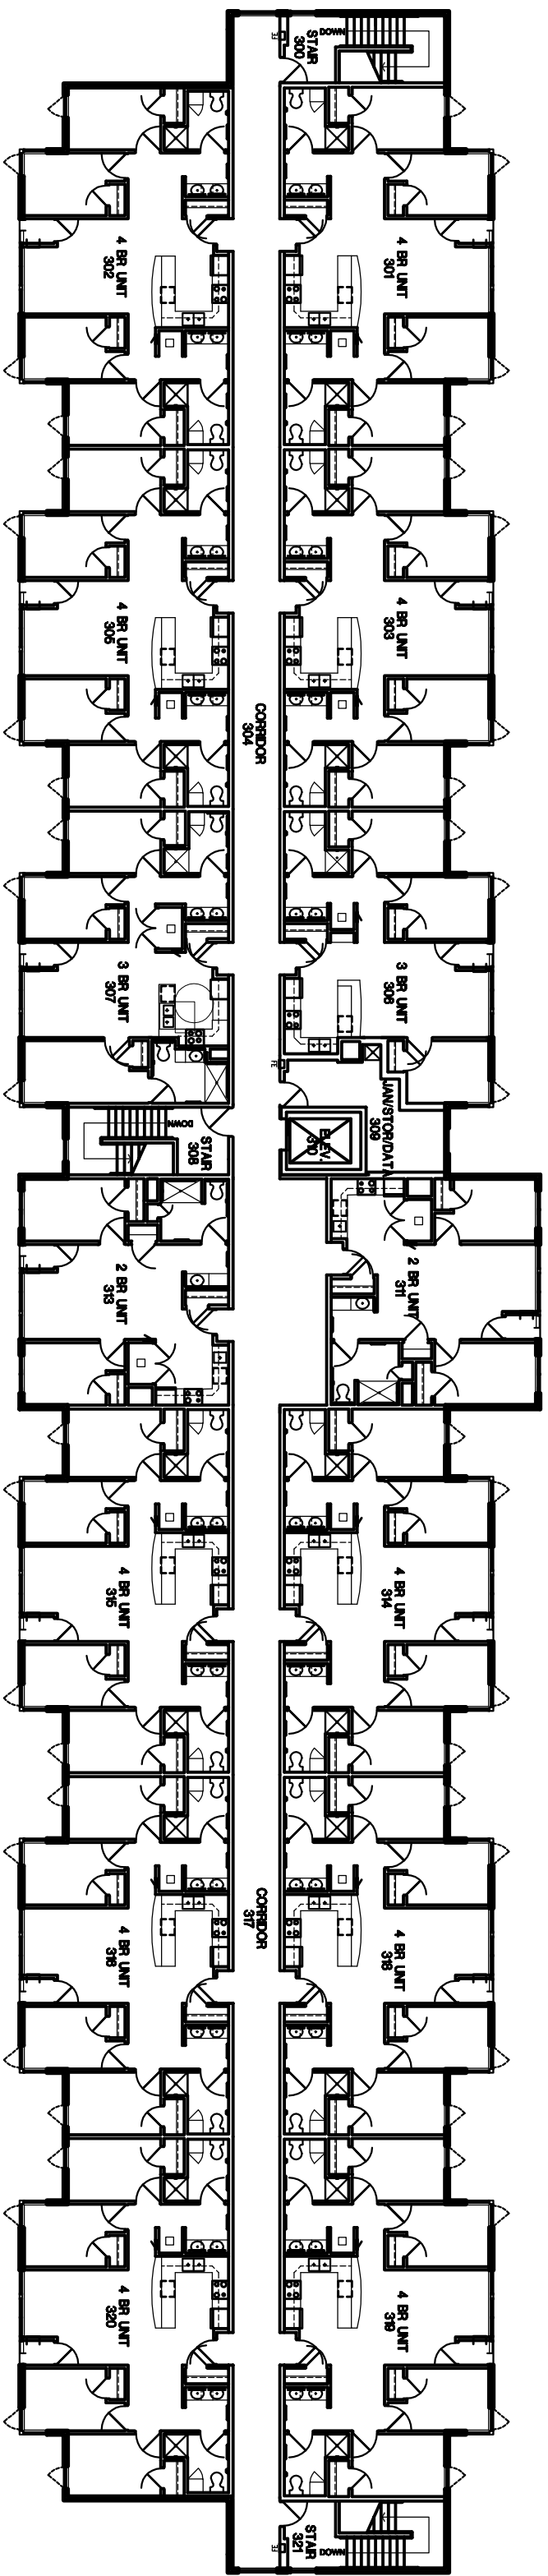 STAIR
300
DOWN
FE
4 BR UNIT
302
4 BR UNIT
301
4 BR UNIT
305
4 BR UNIT
303
CORRIDOR
304
3 BR UNIT
307
3 BR UNIT
306
FE
JAN/STOR/DATA
309
ELEV.
310
STAIR
308
DOWN
2 BR UNIT
313
2 BR UNIT
311
4 BR UNIT
315
4 BR UNIT
314
CORRIDOR
317
4 BR UNIT
316
4 BR UNIT
318
4 BR UNIT
320
4 BR UNIT
319
STAIR
321
DOWN
FE